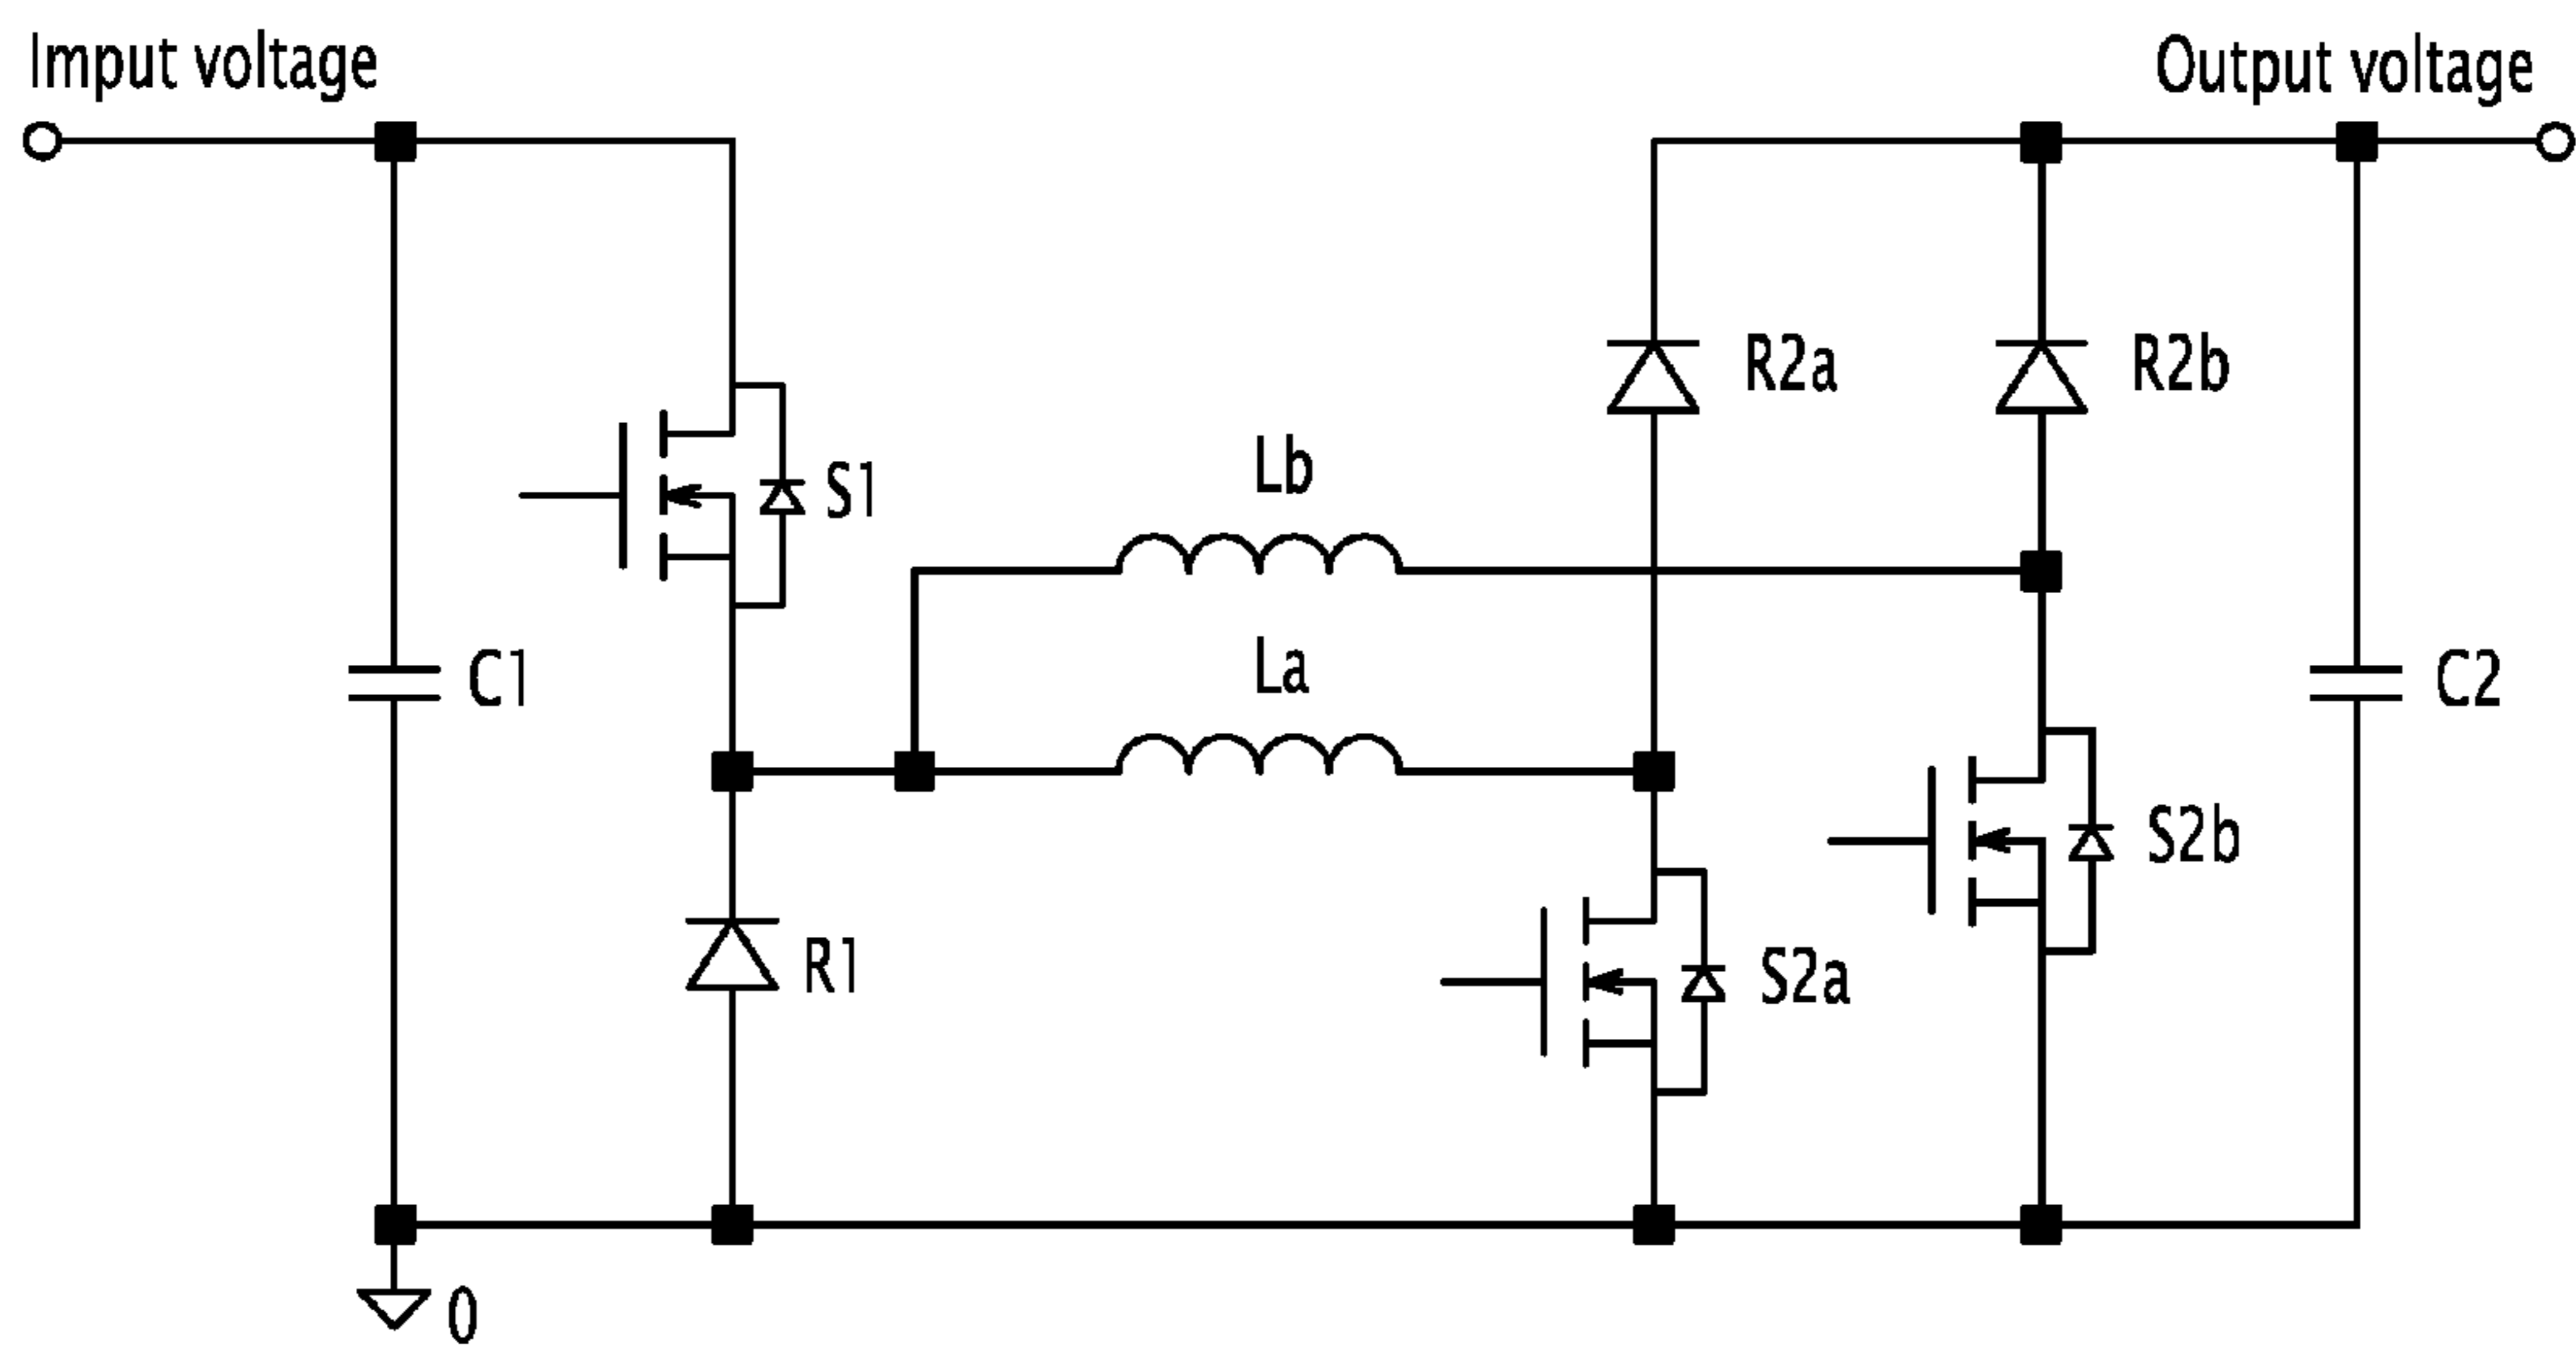 Imput voltage
Output voltage
R2a
R2b
Lb
S1
La
C1
C2
S2b
R1
S2a
0